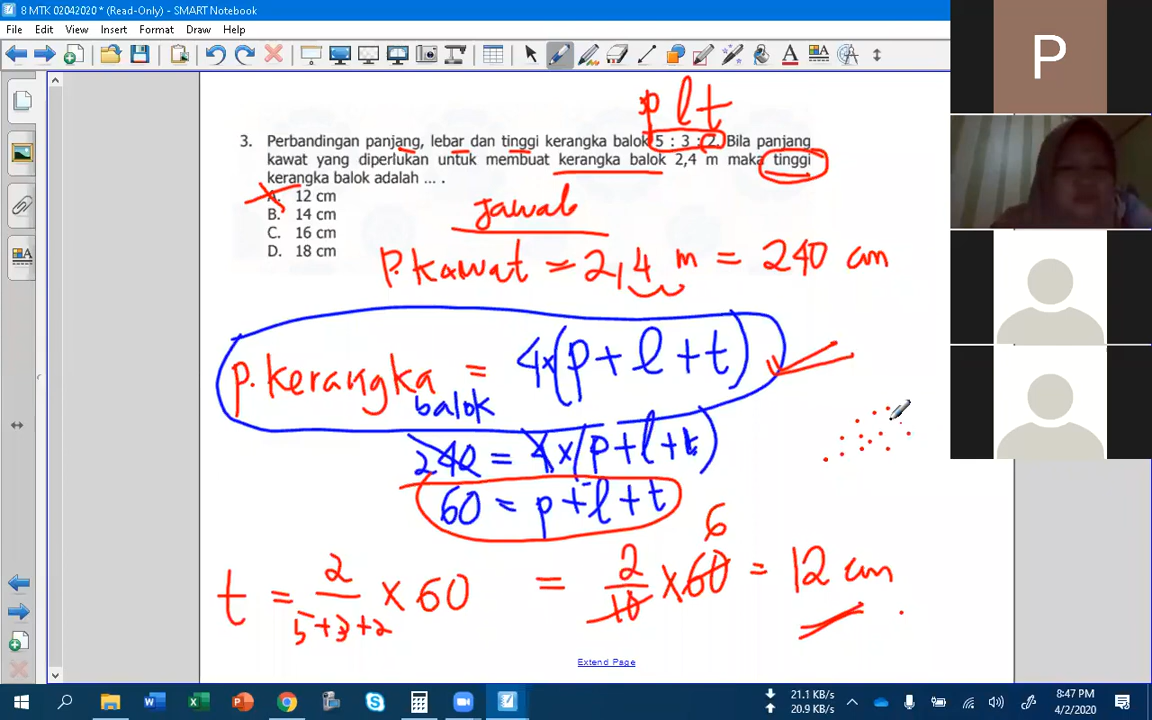 8 MTK 02042020 * (Read-Only) - SMART Notebook
File Edit View Insert Format Draw Help
p l t
3. Perbandingan panjang, lebar dan tinggi kerangka balok 5 : 3 : 2. Bila panjang
kawat yang diperlukan untuk membuat kerangka balok 2,4 m maka tinggi
kerangka balok adalah ... .
A. 12 cm
B. 14 cm
C. 16 cm
D. 18 cm
jawab
p.kawat = 2,4 m = 240 cm
p.kerangka balok = 4x(p+l+t)
240 = 4x(p+l+t)
60 = p+l+t
6
t = 2/5+3+2 x 60 = 2/10 x 60 = 12 cm.
Extend Page
P
21.1 KB/s
20.9 KB/s
8:47 PM
4/2/2020